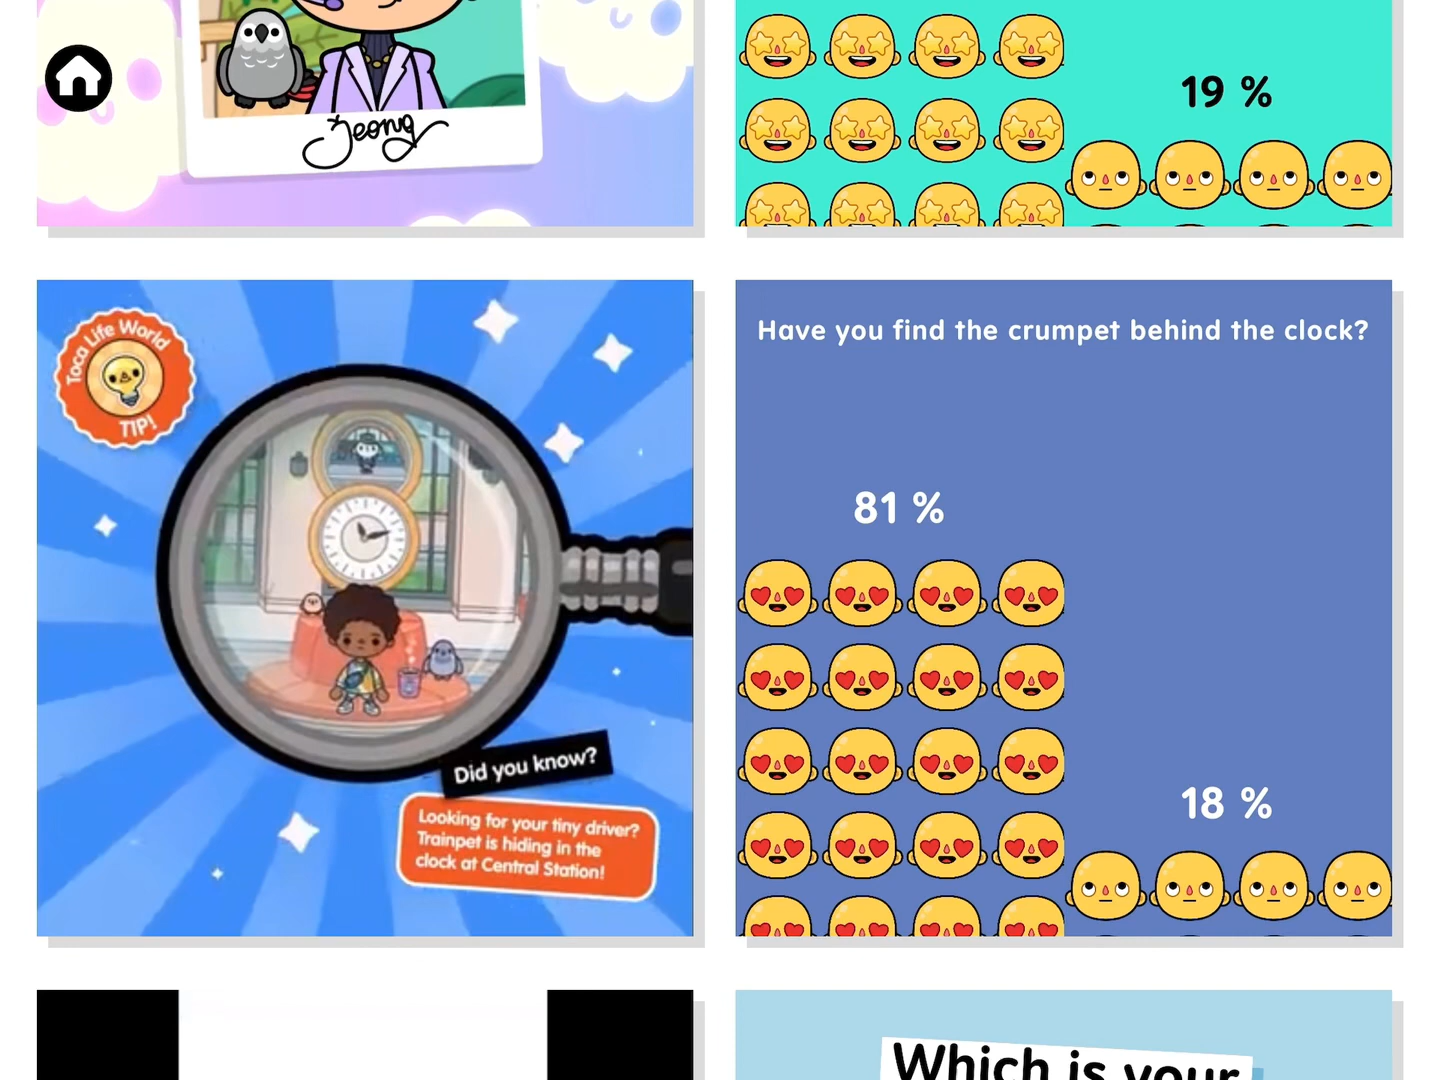 Jeong
19 %
Toca Life World
TIP!
Did you know?
Looking for your tiny driver?
Trainpet is hiding in the
clock at Central Station!
Have you find the crumpet behind the clock?
81 %
18 %
Which is your